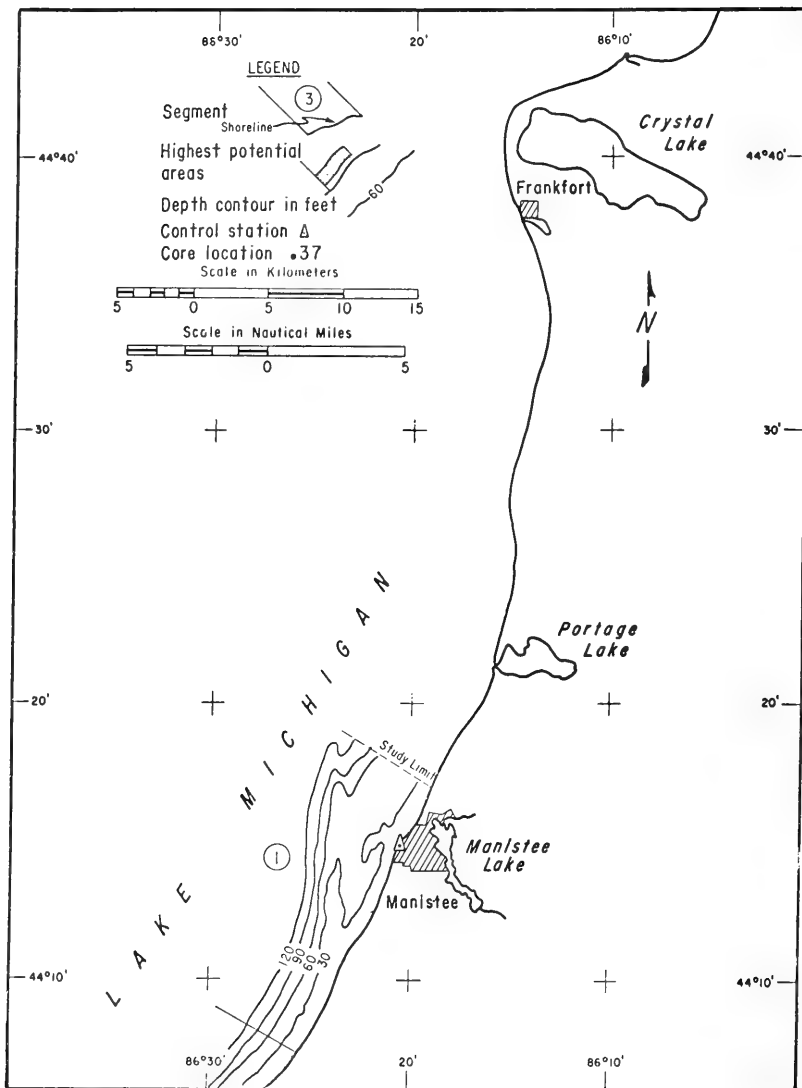 86°30'
20'
86°10'
LEGEND
3
Segment
Shoreline
Highest potential
areas
60
Depth contour in feet
Control station Δ
Core location .37
Scale in Kilometers
5 0 5 10 15
Scale in Nautical Miles
5 0 5
Crystal
Lake
44°40'
44°40'
Frankfort
N
30'
30'
Portage
Lake
20'
20'
LAKE MICHIGAN
Study Limit
1
Manistee
Lake
Manistee
120
90
60
30
44°10'
44°10'
86°30'
20'
86°10'